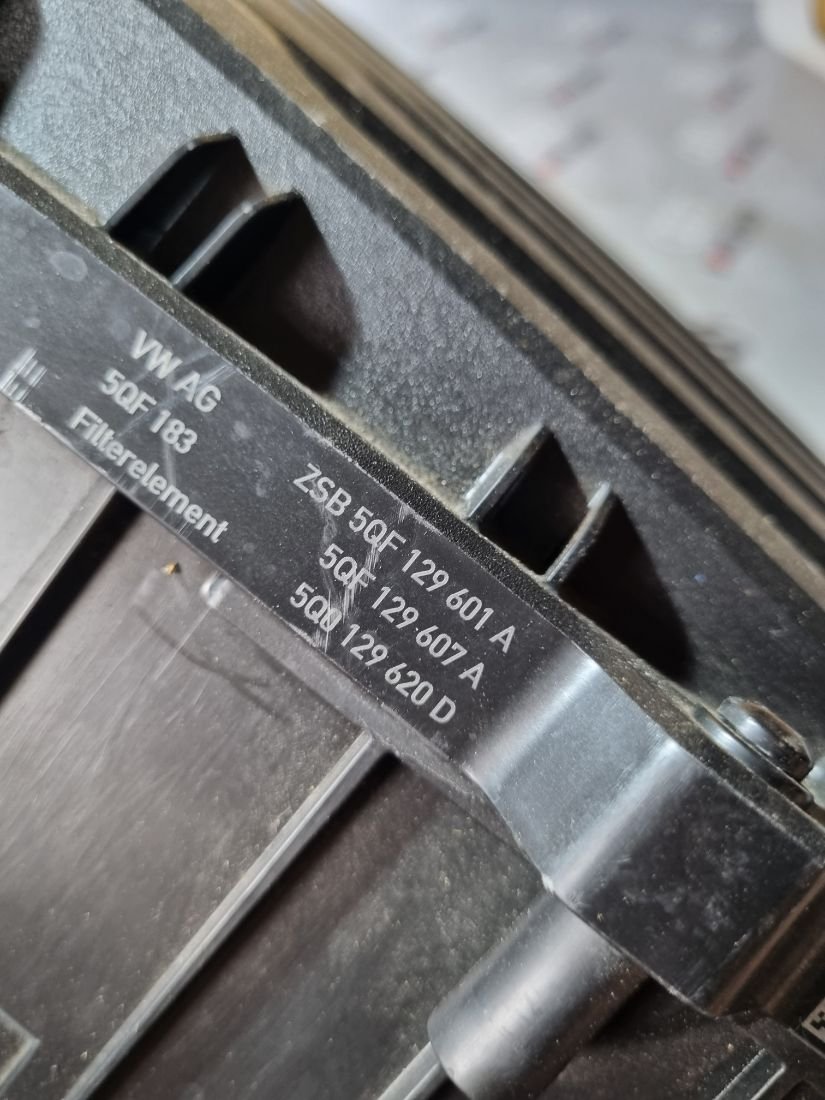 VW AG
5QF 183
Filterelement
ZSB 5QF 129 601 A
5QF 129 607 A
5Q0 129 620 D